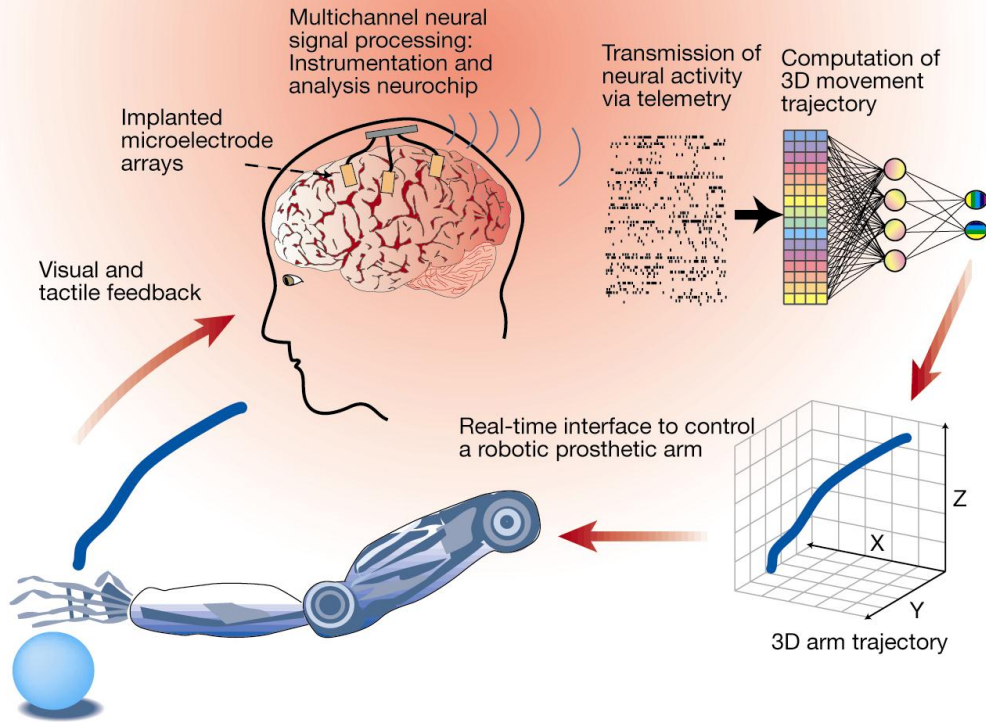 Multichannel neural
signal processing:
Instrumentation and
analysis neurochip
Transmission of
neural activity
via telemetry
Computation of
3D movement
trajectory
Implanted
microelectrode
arrays
Visual and
tactile feedback
Real-time interface to control
a robotic prosthetic arm
Z
X
Y
3D arm trajectory